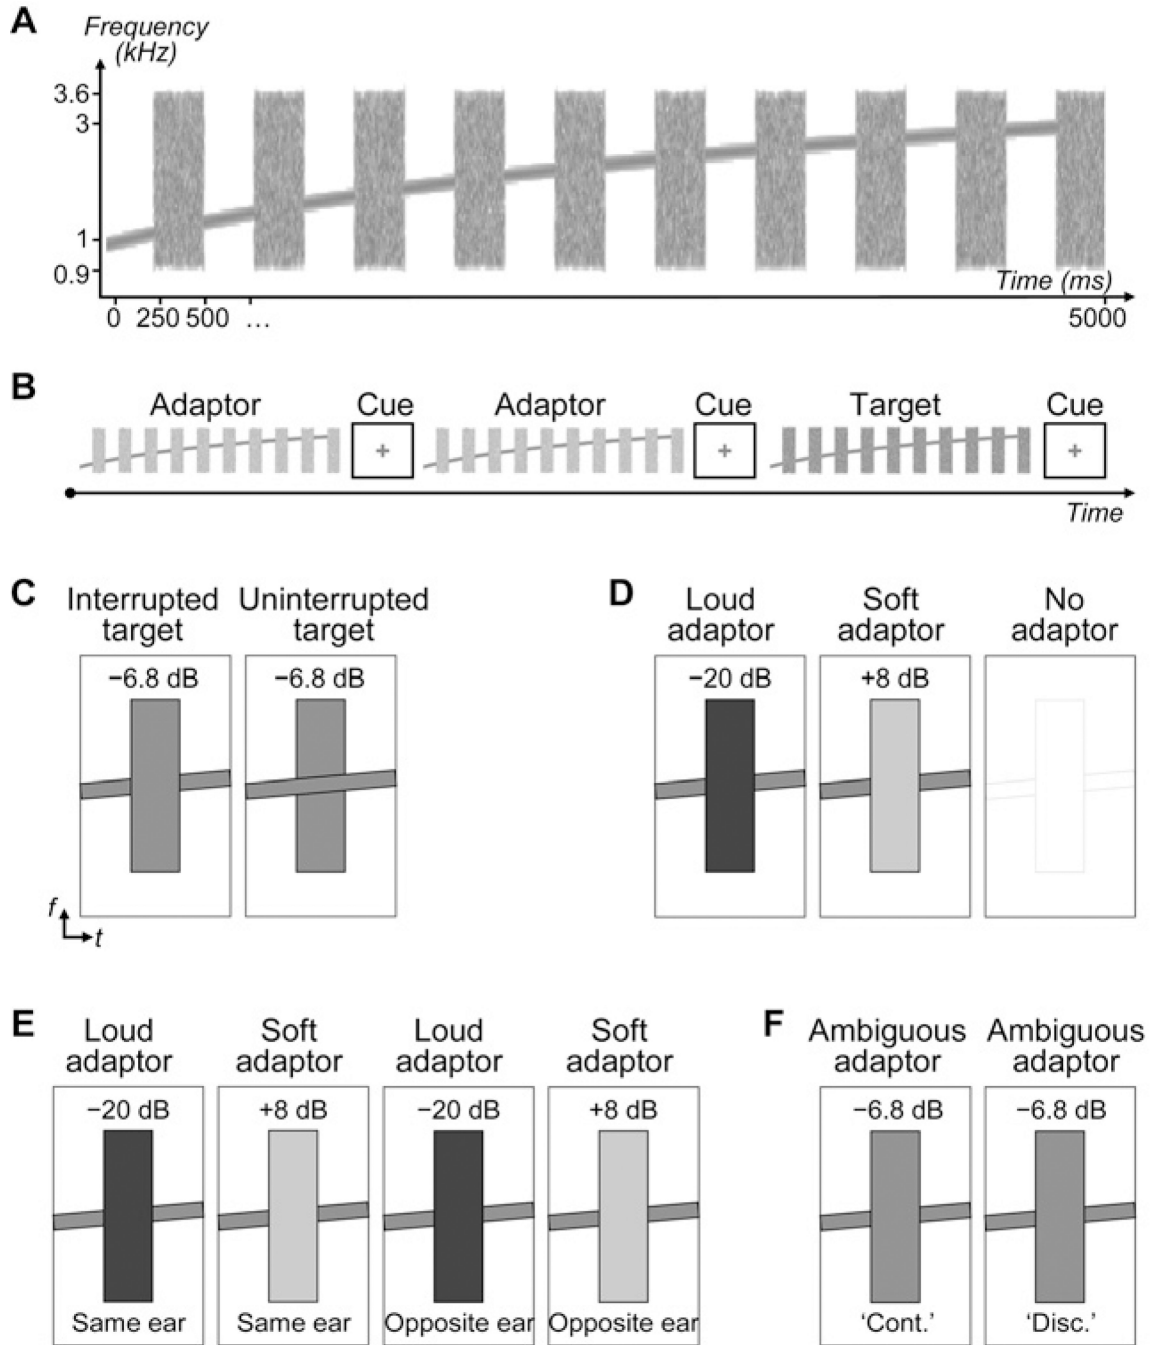 A
Frequency
(kHz)
3.6
3
1
0.9
Time (ms)
0 250 500 ... 5000
B
Adaptor Cue Adaptor Cue Target Cue
+ + +
Time
C
Interrupted
target
Uninterrupted
target
−6.8 dB −6.8 dB
f
t
D
Loud
adaptor
Soft
adaptor
No
adaptor
−20 dB +8 dB
E
Loud
adaptor
Soft
adaptor
Loud
adaptor
Soft
adaptor
−20 dB +8 dB −20 dB +8 dB
Same ear Same ear Opposite ear Opposite ear
F
Ambiguous
adaptor
Ambiguous
adaptor
−6.8 dB −6.8 dB
‘Cont.’ ‘Disc.’